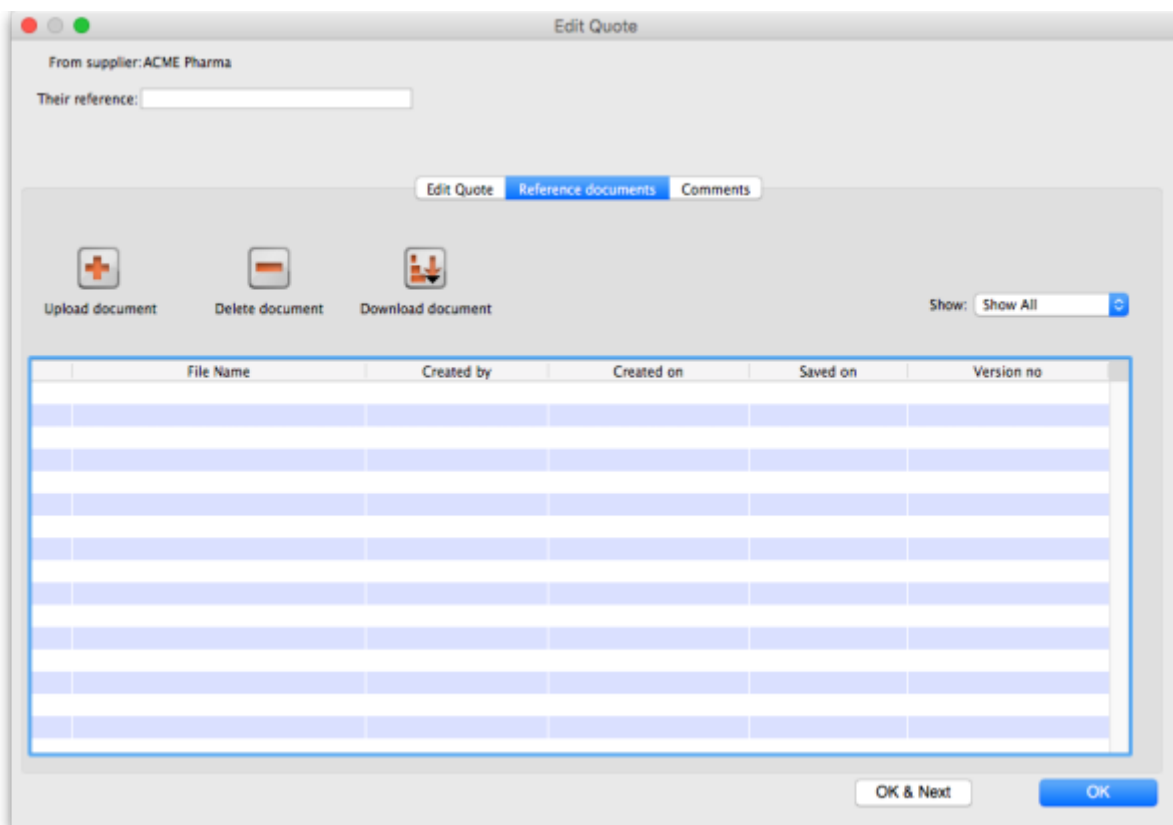 Edit Quote
From supplier:ACME Pharma
Their reference:
Edit Quote Reference documents Comments
Upload document Delete document Download document
Show: Show All
File Name Created by Created on Saved on Version no
OK & Next OK